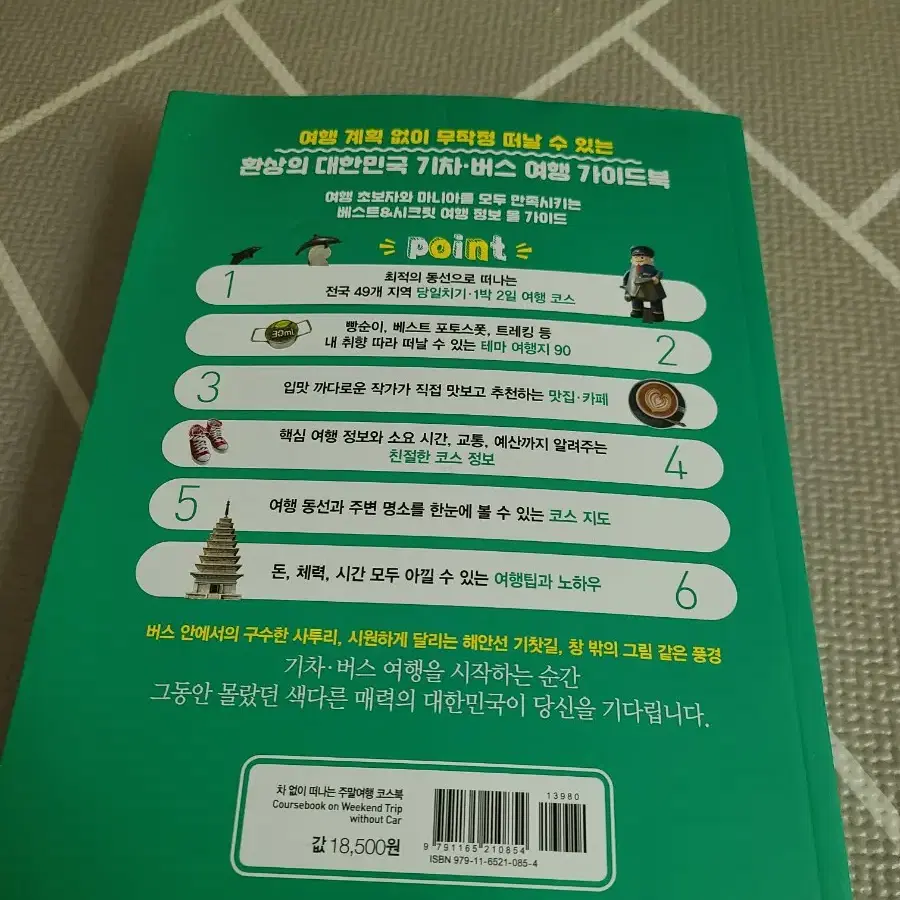 여행 계획 없이 무작정 떠날 수 있는
환상의 대한민국 기차·버스 여행 가이드북
여행 초보자와 마니아를 모두 만족시키는
베스트&시크릿 여행 정보 올 가이드
point
1
최적의 동선으로 떠나는
전국 49개 지역 당일치기·1박 2일 여행 코스
빵순이, 베스트 포토스폿, 트레킹 등
내 취향 따라 떠날 수 있는 테마 여행지 90
2
3
입맛 까다로운 작가가 직접 맛보고 추천하는 맛집·카페
핵심 여행 정보와 소요 시간, 교통, 예산까지 알려주는
친절한 코스 정보
4
5
여행 동선과 주변 명소를 한눈에 볼 수 있는 코스 지도
돈, 체력, 시간 모두 아낄 수 있는 여행팁과 노하우
6
버스 안에서의 구수한 사투리, 시원하게 달리는 해안선 기찻길, 창 밖의 그림 같은 풍경
기차·버스 여행을 시작하는 순간
그동안 몰랐던 색다른 매력의 대한민국이 당신을 기다립니다.
차 없이 떠나는 주말여행 코스북
Coursebook on Weekend Trip
without Car
값 18,500원
13980
9 791165 210854
ISBN 979-11-6521-085-4